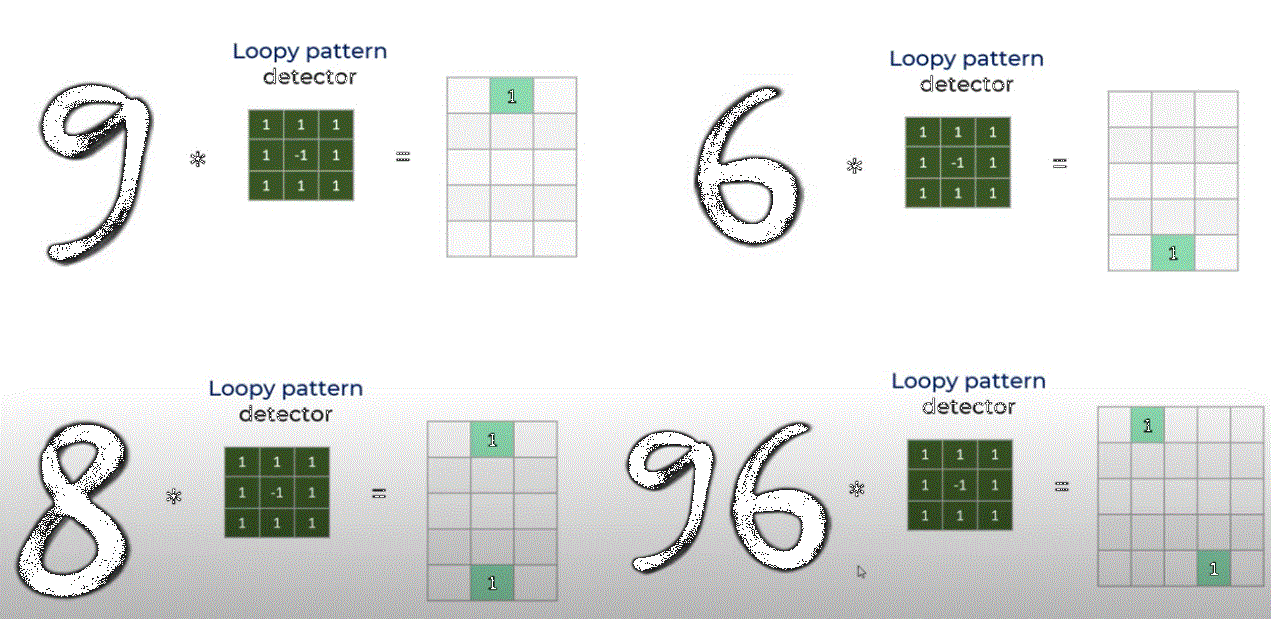 Loopy pattern
detector
9 * 1 1 1 = 1
1 -1 1
1 1 1
Loopy pattern
detector
6 * 1 1 1 = 1
1 -1 1
1 1 1
Loopy pattern
detector
8 * 1 1 1 = 1
1 -1 1
1 1 1
1
Loopy pattern
detector
96 * 1 1 1 = 1
1 -1 1
1 1 1
1